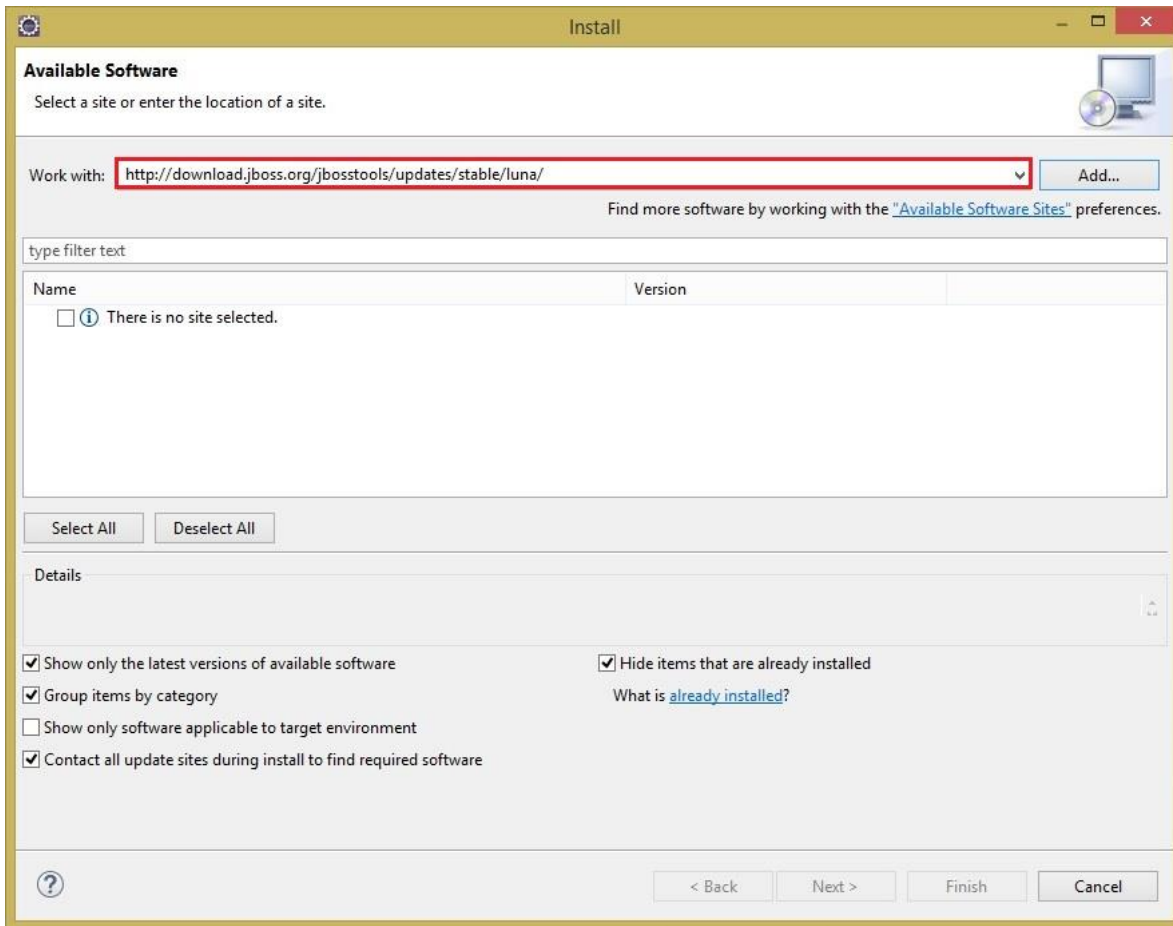 Install
Available Software
Select a site or enter the location of a site.
Work with: http://download.jboss.org/jbosstools/updates/stable/luna/ Add...
Find more software by working with the "Available Software Sites" preferences.
type filter text
Name Version
There is no site selected.
Select All Deselect All
Details
Show only the latest versions of available software Hide items that are already installed
Group items by category What is already installed?
Show only software applicable to target environment
Contact all update sites during install to find required software
? < Back Next > Finish Cancel